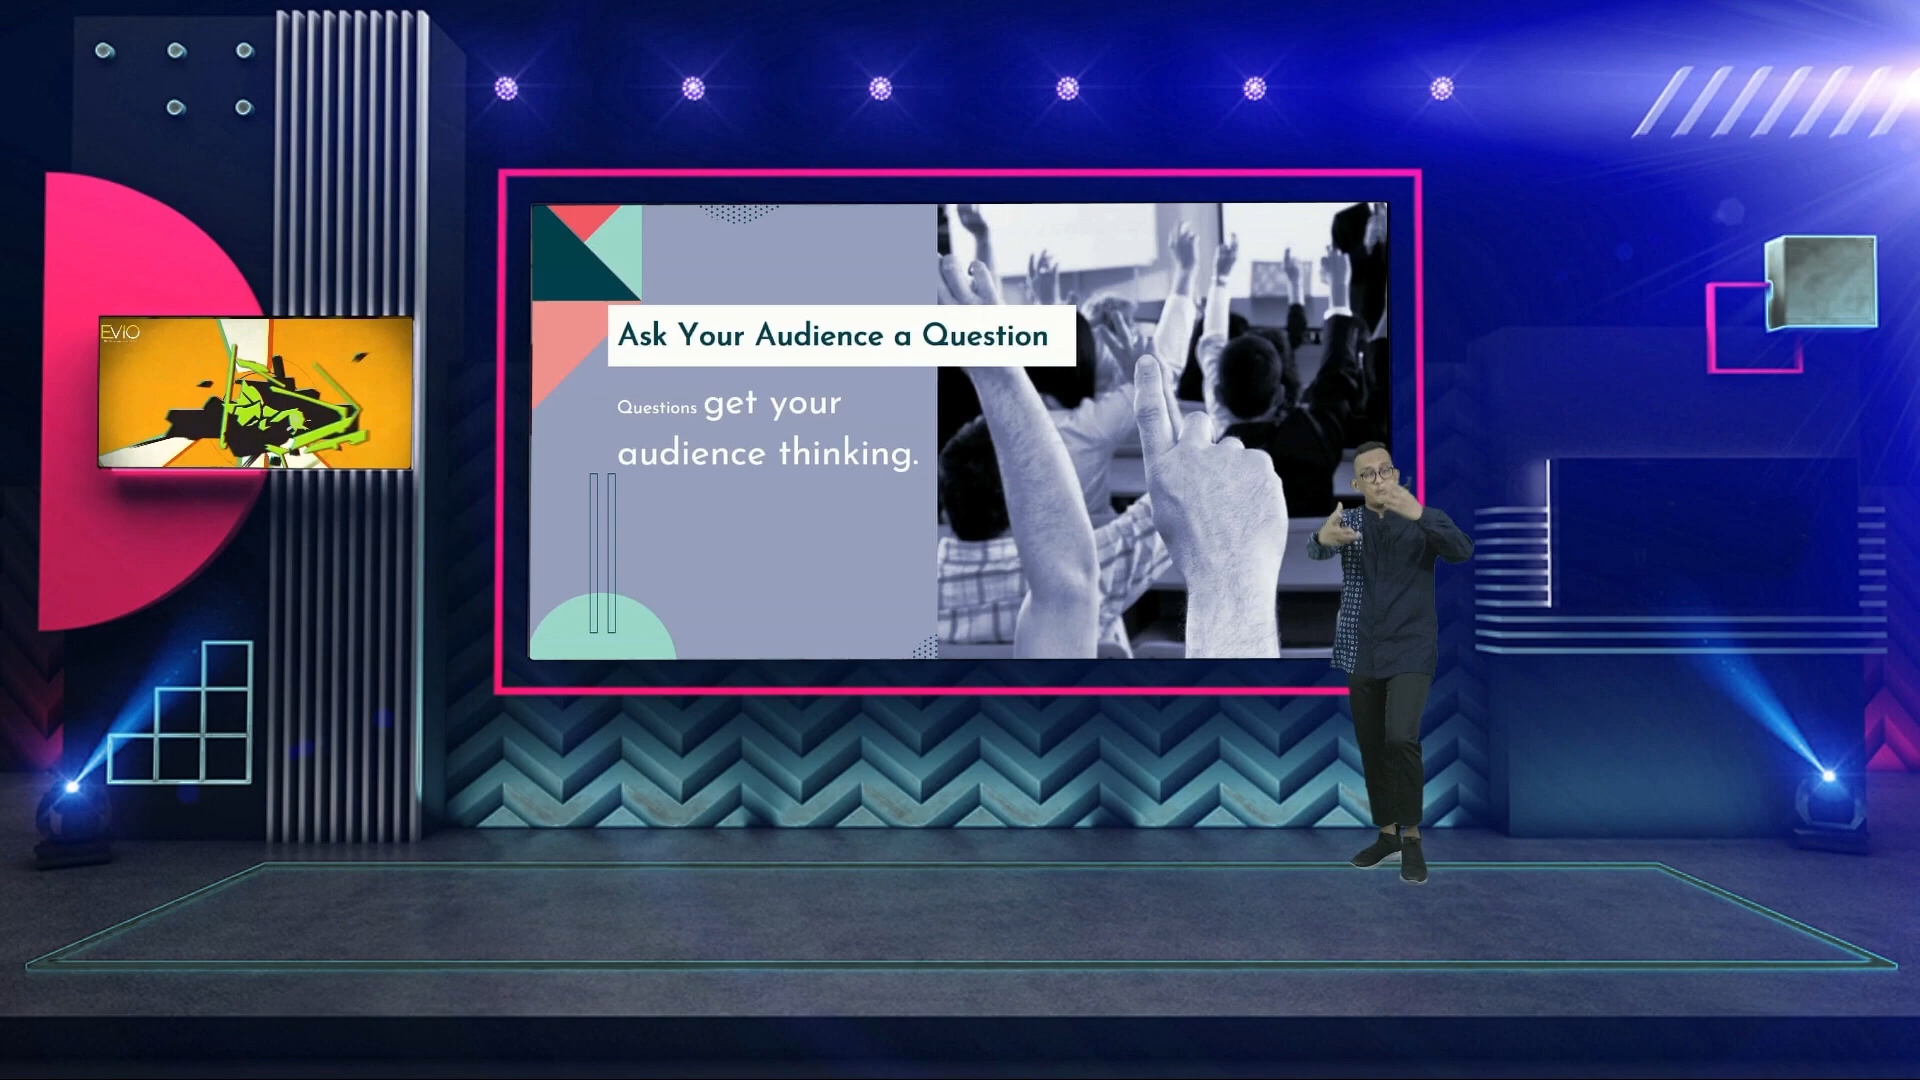 EVIO
Ask Your Audience a Question
Questions get your
audience thinking.